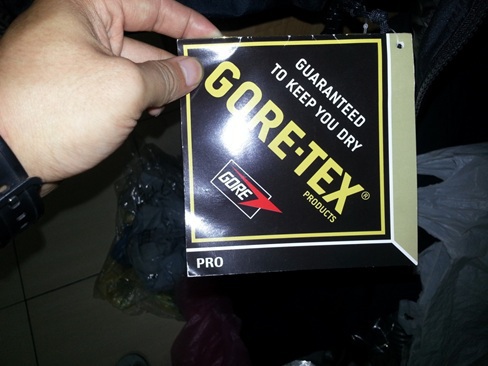 GUARANTEED
TO KEEP YOU DRY
GORE-TEX®
PRODUCTS
GORE
PRO